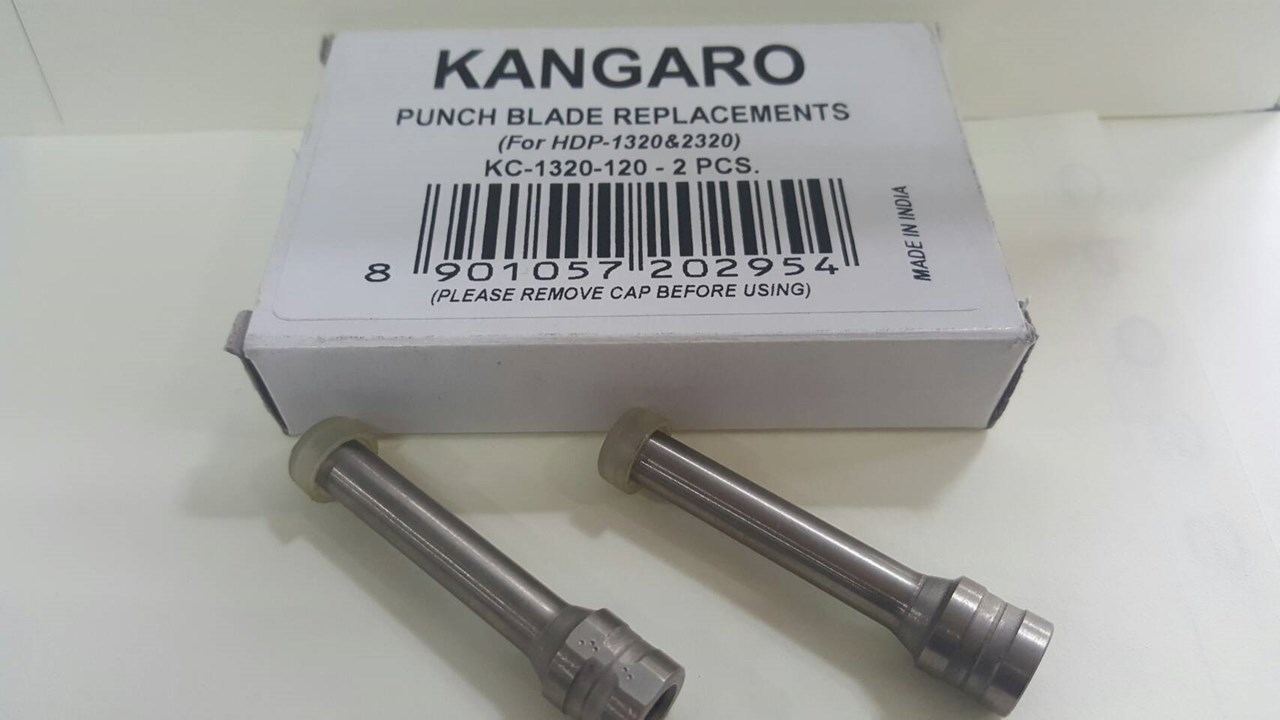 KANGARO
PUNCH BLADE REPLACEMENTS
(For HDP-1320&2320)
KC-1320-120 - 2 PCS.
8 901057 202954
(PLEASE REMOVE CAP BEFORE USING)
MADE IN INDIA